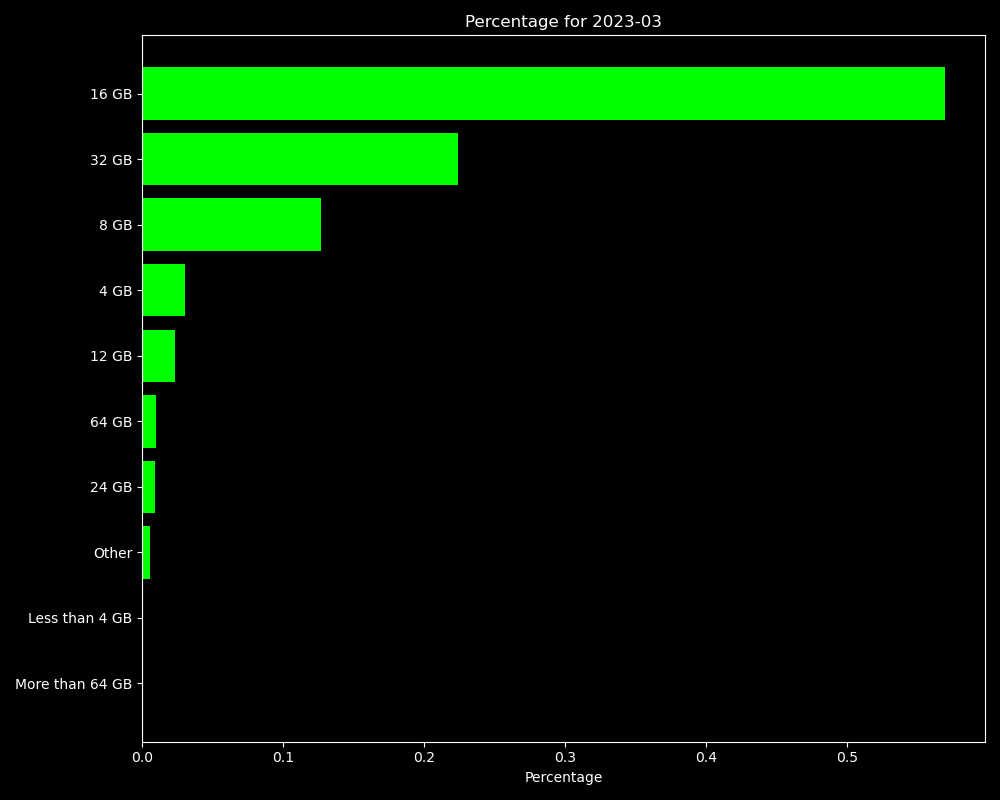 Percentage for 2023-03
16 GB
32 GB
8 GB
4 GB
12 GB
64 GB
24 GB
Other
Less than 4 GB
More than 64 GB
0.0 0.1 0.2 0.3 0.4 0.5
Percentage